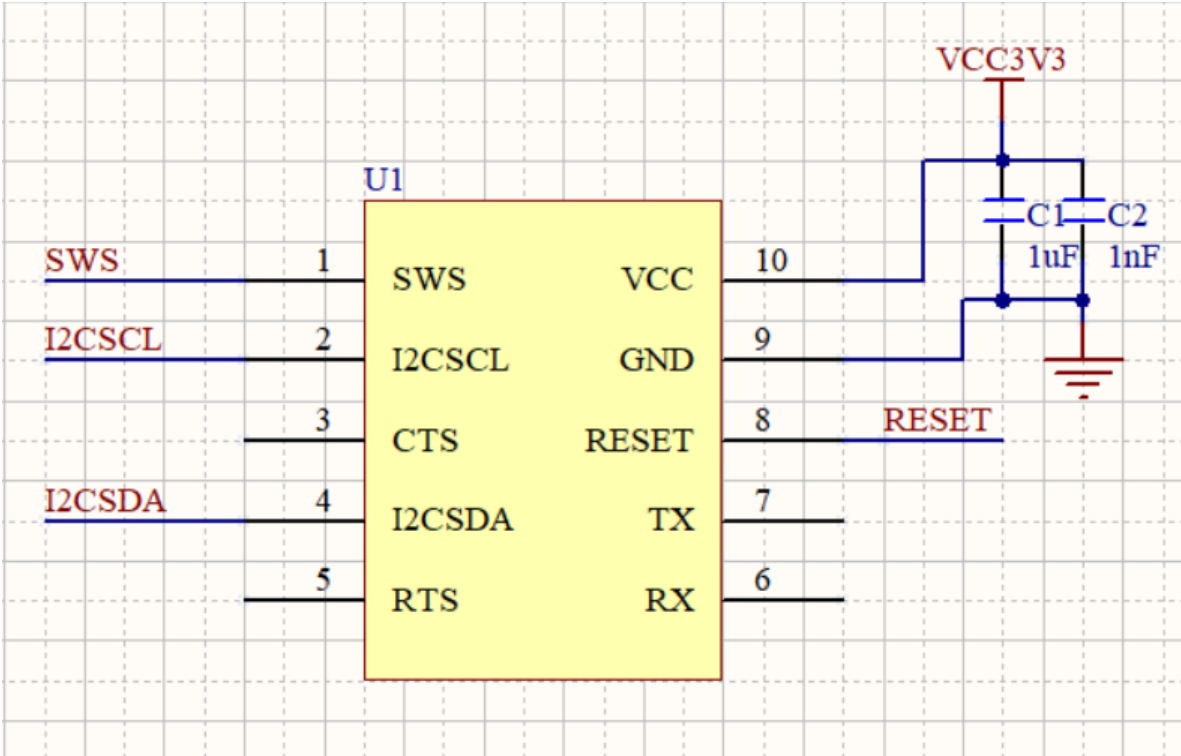 VCC3V3
U1
C1 C2
1uF 1nF
SWS 1 SWS VCC 10
I2CSCL 2 I2CSCL GND 9
3 CTS RESET 8 RESET
I2CSDA 4 I2CSDA TX 7
5 RTS RX 6